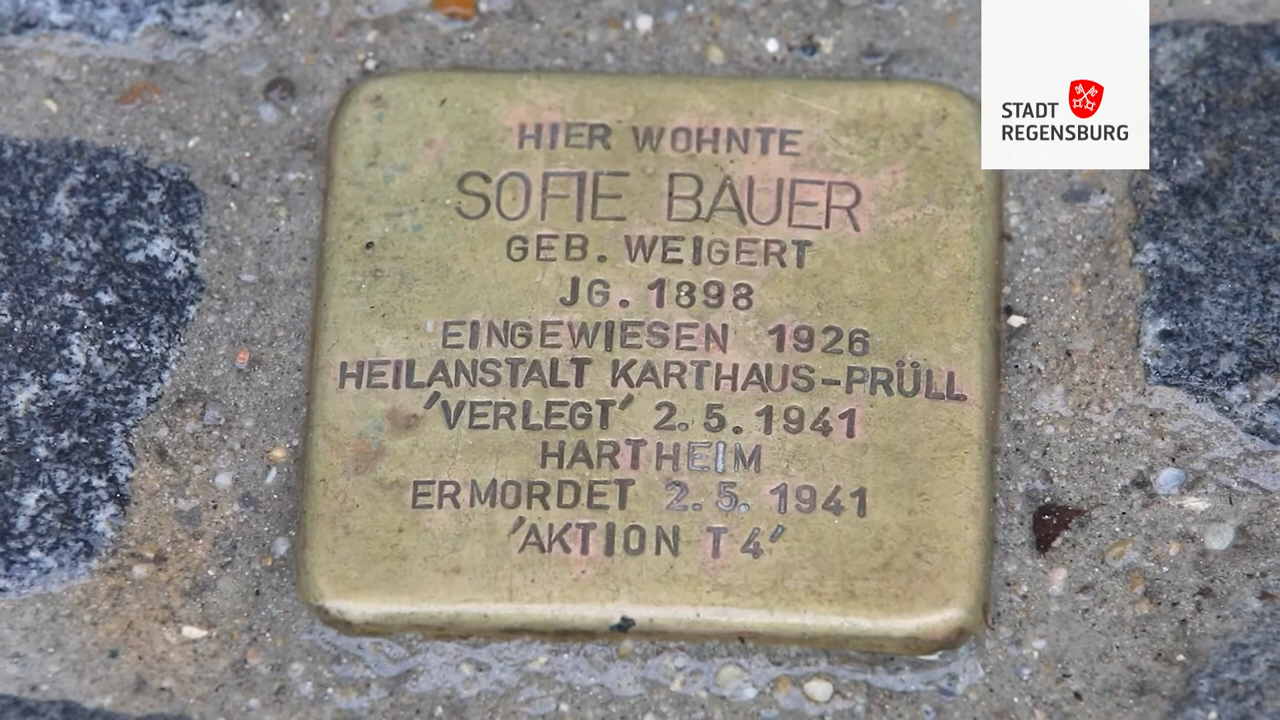 STADT
REGENSBURG
HIER WOHNTE
SOFIE BAUER
GEB. WEIGERT
JG. 1898
EINGEWIESEN 1926
HEILANSTALT KARTHAUS-PRÜLL
'VERLEGT' 2.5.1941
HARTHEIM
ERMORDET 2.5.1941
'AKTION T4'